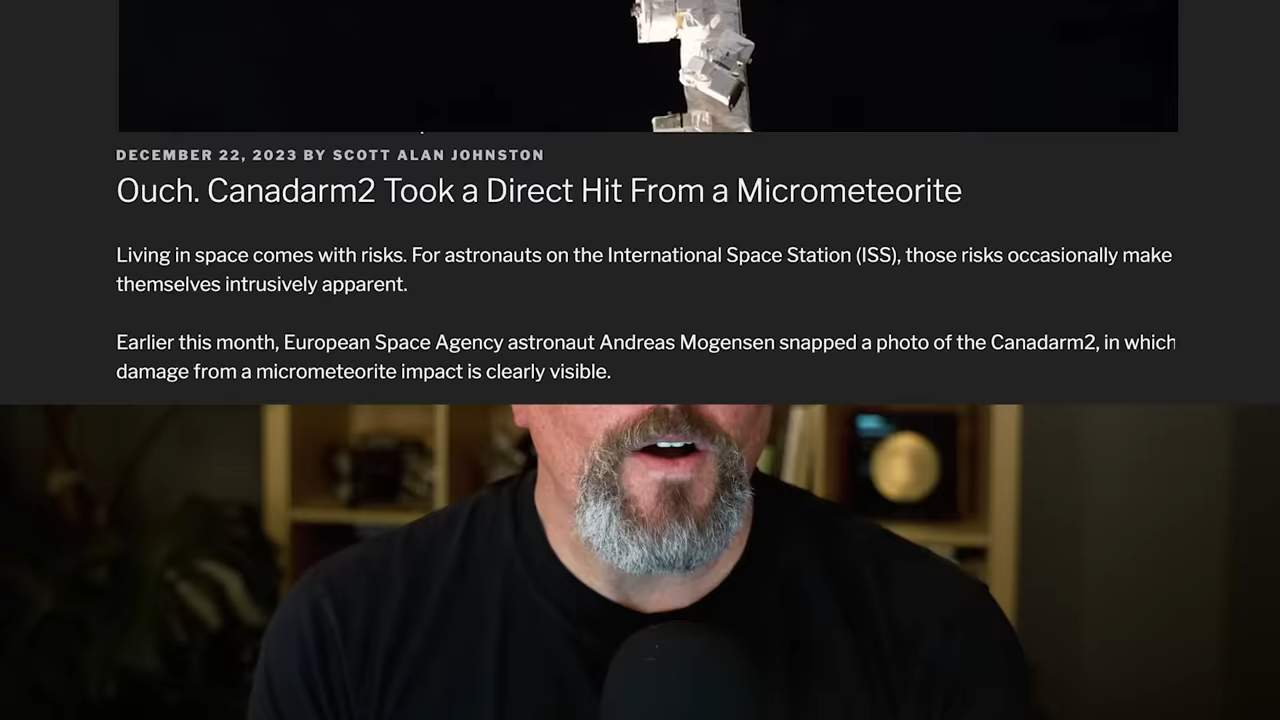 DECEMBER 22, 2023 BY SCOTT ALAN JOHNSTON
Ouch. Canadarm2 Took a Direct Hit From a Micrometeorite
Living in space comes with risks. For astronauts on the International Space Station (ISS), those risks occasionally make
themselves intrusively apparent.
Earlier this month, European Space Agency astronaut Andreas Mogensen snapped a photo of the Canadarm2, in which
damage from a micrometeorite impact is clearly visible.